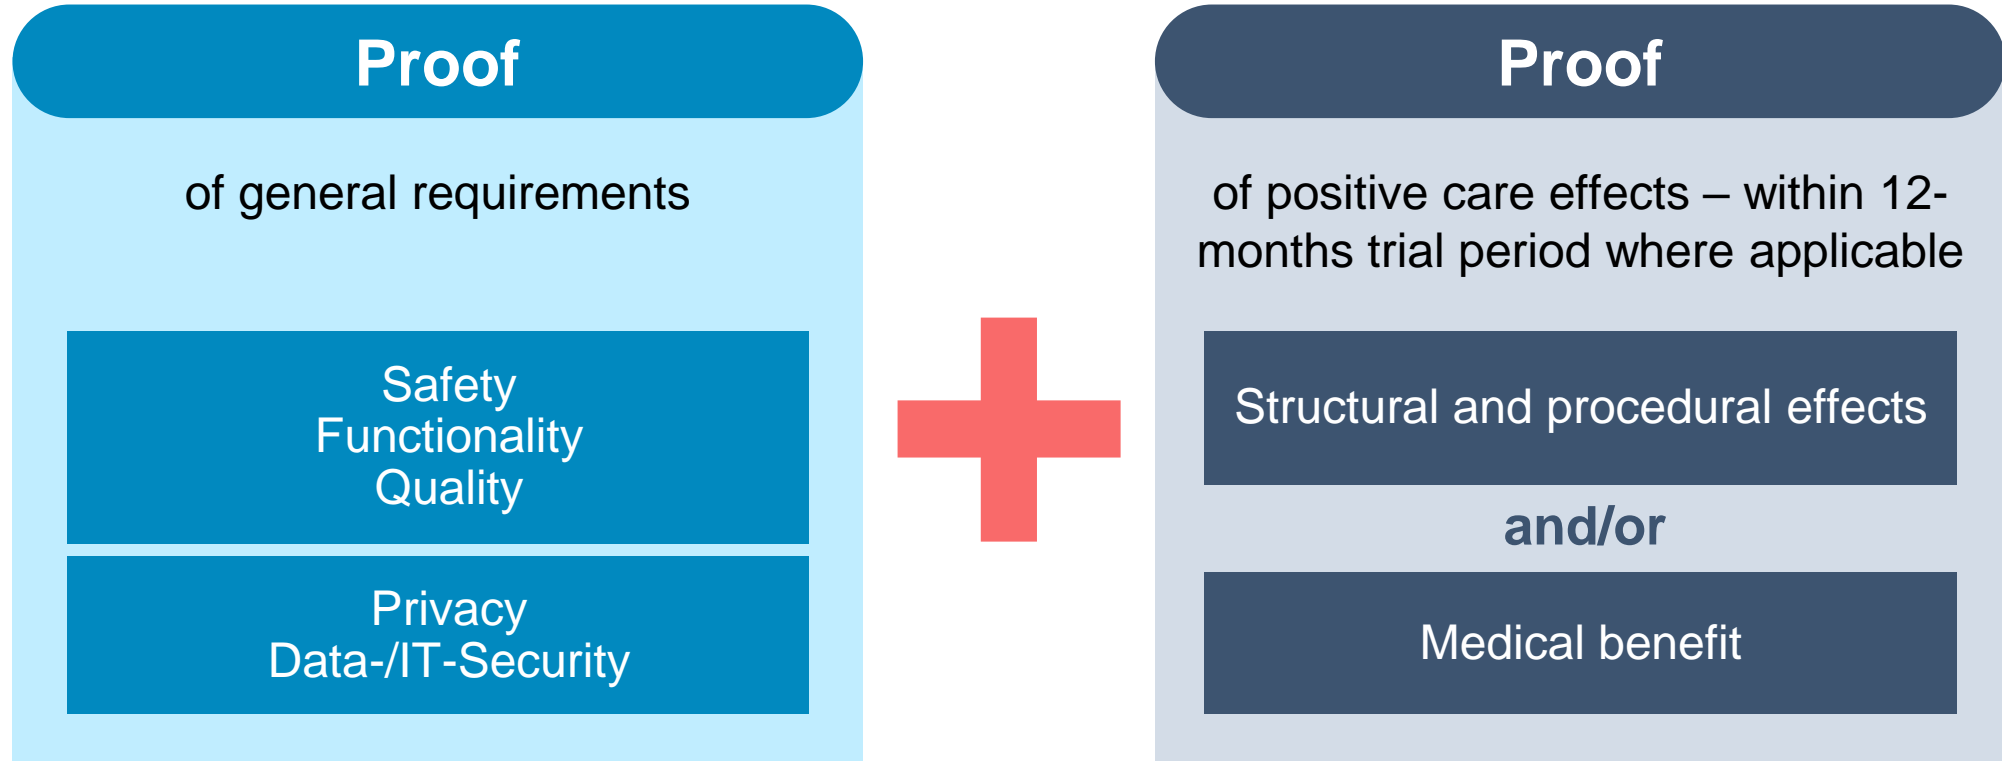 Proof
of general requirements
Safety
Functionality
Quality
Privacy
Data-/IT-Security
Proof
of positive care effects – within 12-
months trial period where applicable
Structural and procedural effects
and/or
Medical benefit